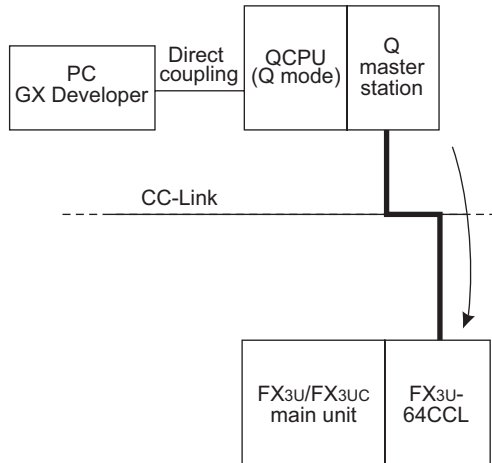 PC
GX Developer
Direct
coupling
QCPU
(Q mode)
Q
master
station
CC-Link
FX3U/FX3UC
main unit
FX3U-
64CCL